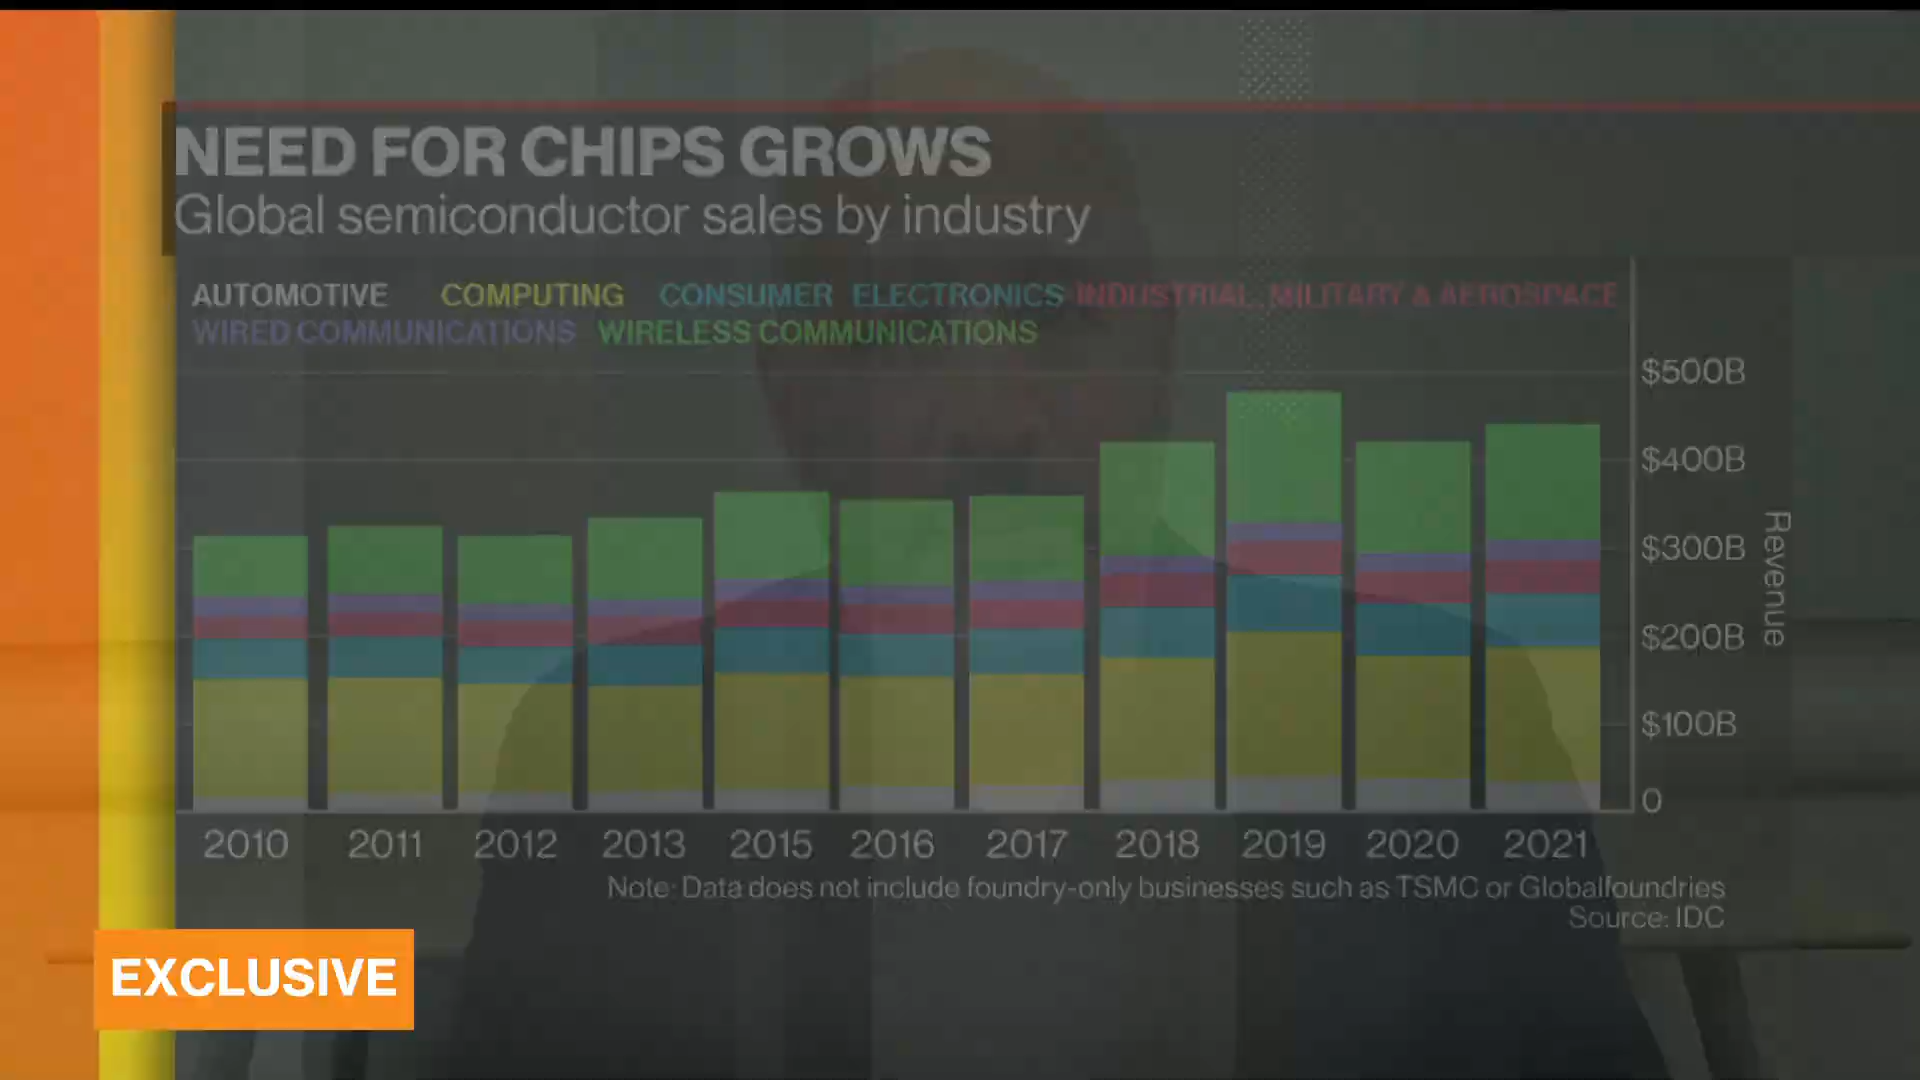 NEED FOR CHIPS GROWS
Global semiconductor sales by industry
AUTOMOTIVE COMPUTING CONSUMER ELECTRONICS INDUSTRIAL, MILITARY & AEROSPACE
WIRED COMMUNICATIONS WIRELESS COMMUNICATIONS
$500B
$400B
$300B
$200B
$100B
0
Revenue
2010 2011 2012 2013 2015 2016 2017 2018 2019 2020 2021
Note: Data does not include foundry-only businesses such as TSMC or Globalfoundries
Source: IDC
EXCLUSIVE